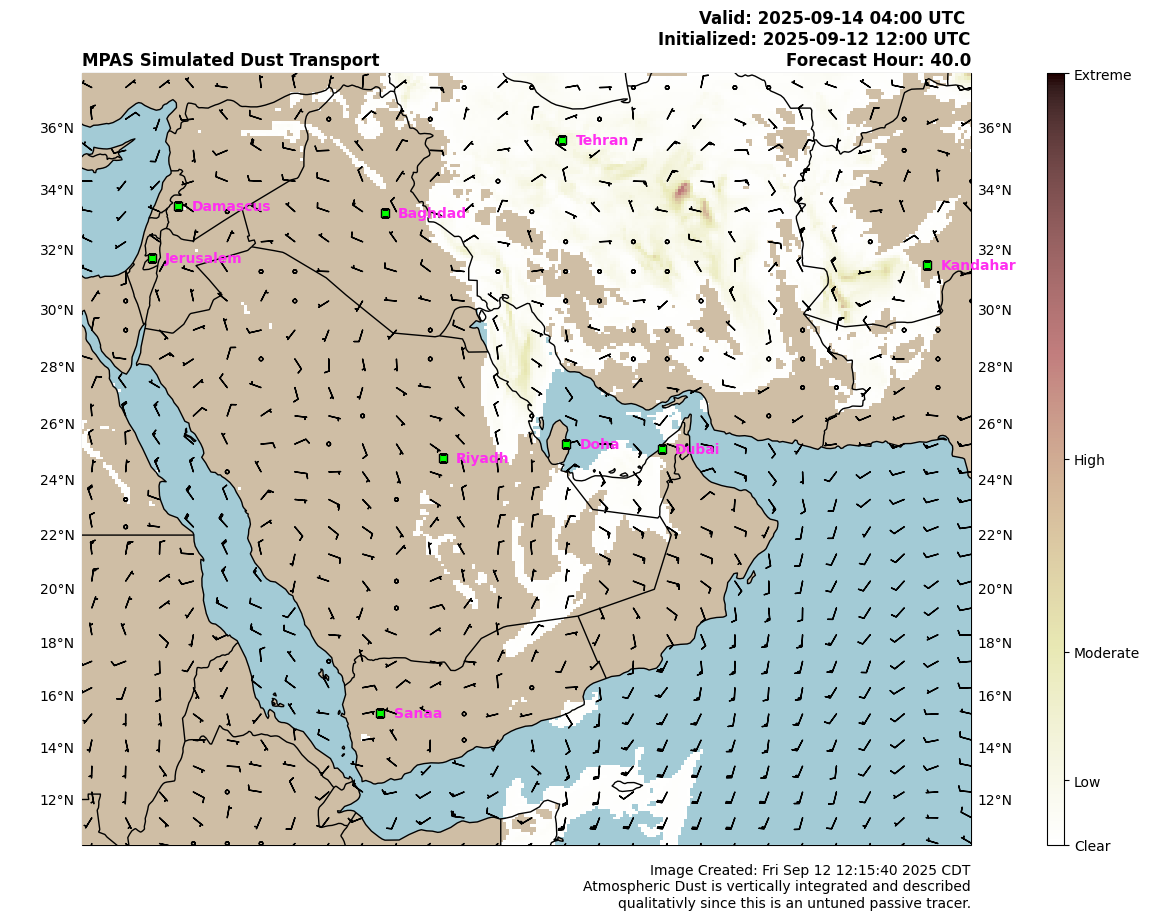 Valid: 2025-09-14 04:00 UTC
Initialized: 2025-09-12 12:00 UTC
MPAS Simulated Dust Transport
Forecast Hour: 40.0
Extreme
36°N
Tehran
36°N
34°N
34°N
Damascus
Baghdad
32°N
32°N
Jerusalem
Kandahar
30°N
30°N
28°N
28°N
26°N
26°N
Doha
Dubai
Riyadh
High
24°N
24°N
22°N
22°N
20°N
20°N
18°N
18°N
Moderate
16°N
16°N
Sanaa
14°N
14°N
Low
12°N
12°N
Clear
Image Created: Fri Sep 12 12:15:40 2025 CDT
Atmospheric Dust is vertically integrated and described
qualitativly since this is an untuned passive tracer.